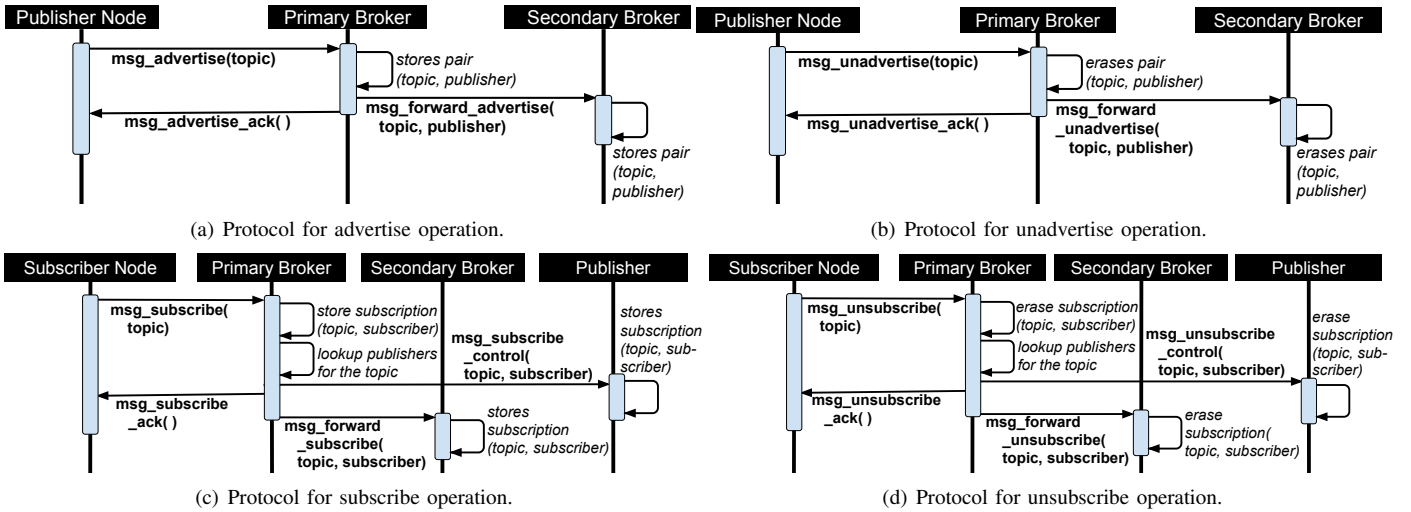 Publisher Node
Primary Broker
Secondary Broker
msg_advertise(topic)
stores pair
(topic, publisher)
msg_forward_advertise(
topic, publisher)
msg_advertise_ack( )
stores pair
(topic,
publisher)
(a) Protocol for advertise operation.
Publisher Node
Primary Broker
Secondary Broker
msg_unadvertise(topic)
erases pair
(topic, publisher)
msg_forward
_unadvertise(
topic, publisher)
msg_unadvertise_ack( )
erases pair
(topic,
publisher)
(b) Protocol for unadvertise operation.
Subscriber Node
Primary Broker
Secondary Broker
Publisher
msg_subscribe(
topic)
store subscription
(topic, subscriber)
lookup publishers
for the topic
msg_subscribe
_control(
topic, subscriber)
stores
subscription
(topic, sub-
scriber)
msg_subscribe
_ack( )
msg_forward
_subscribe(
topic, subscriber)
stores
subscription
(topic, subscriber)
(c) Protocol for subscribe operation.
Subscriber Node
Primary Broker
Secondary Broker
Publisher
msg_unsubscribe(
topic)
erase subscription
(topic, subscriber)
lookup publishers
for the topic
msg_unsubscribe
_control(
topic, subscriber)
erase
subscription
(topic, sub-
scriber)
msg_unsubscribe
_ack( )
msg_forward
_unsubscribe(
topic, subscriber)
erase
subscription(
topic, subscriber)
(d) Protocol for unsubscribe operation.